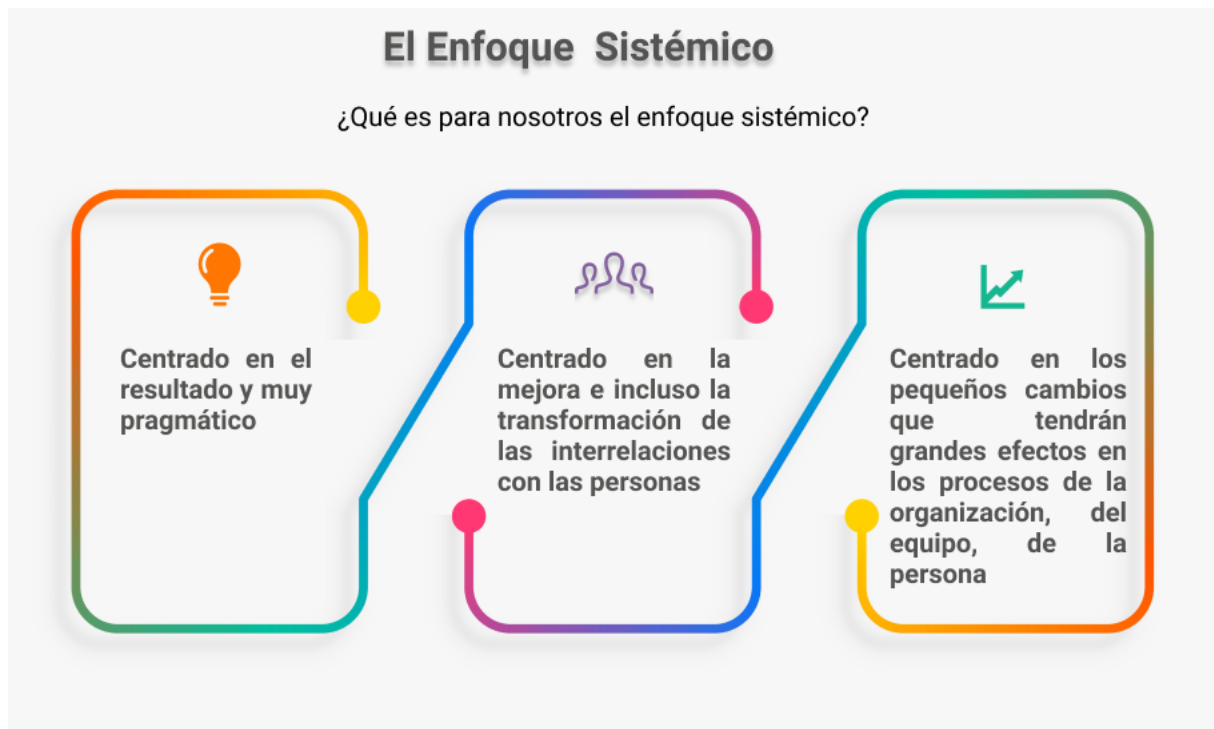 El Enfoque Sistémico
¿Qué es para nosotros el enfoque sistémico?
Centrado en el
resultado y muy
pragmático
Centrado en la
mejora e incluso la
transformación de
las interrelaciones
con las personas
Centrado en los
pequeños cambios
que tendrán
grandes efectos en
los procesos de la
organización, del
equipo, de la
persona